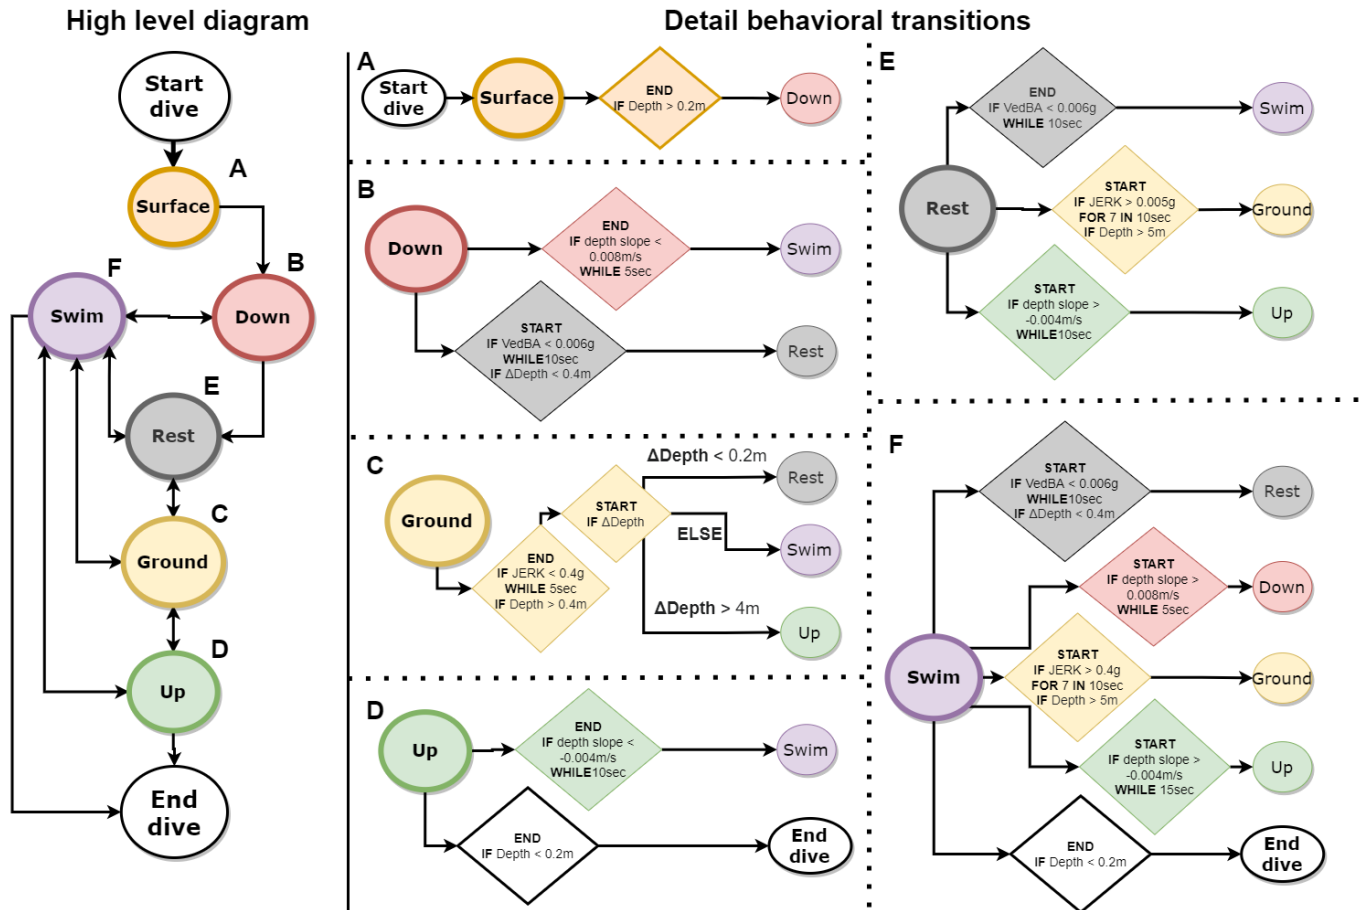 High level diagram
Start
dive
A
Surface
B
F
Swim
Down
E
Rest
C
Ground
D
Up
End
dive
Detail behavioral transitions
A
Start
dive
Surface
END
IF Depth > 0.2m
Down
B
Down
END
IF depth slope <
0.008m/s
WHILE 5sec
Swim
START
IF VedBA < 0.006g
WHILE10sec
IF ΔDepth < 0.4m
Rest
C
Ground
END
IF JERK < 0.4g
WHILE 5sec
IF Depth > 0.4m
START
IF ΔDepth
ΔDepth < 0.2m
Rest
ELSE
Swim
ΔDepth > 4m
Up
D
Up
END
IF depth slope <
-0.004m/s
WHILE10sec
Swim
END
IF Depth < 0.2m
End
dive
E
Rest
END
IF VedBA < 0.006g
WHILE 10sec
Swim
START
IF JERK > 0.005g
FOR 7 IN 10sec
IF Depth > 5m
Ground
START
IF depth slope >
-0.004m/s
WHILE10sec
Up
F
Swim
START
IF VedBA < 0.006g
WHILE10sec
IF ΔDepth < 0.4m
Rest
START
IF depth slope >
0.008m/s
WHILE 5sec
Down
START
IF JERK > 0.4g
FOR 7 IN 10sec
IF Depth > 5m
Ground
START
IF depth slope >
-0.004m/s
WHILE 15sec
Up
END
IF Depth < 0.2m
End
dive